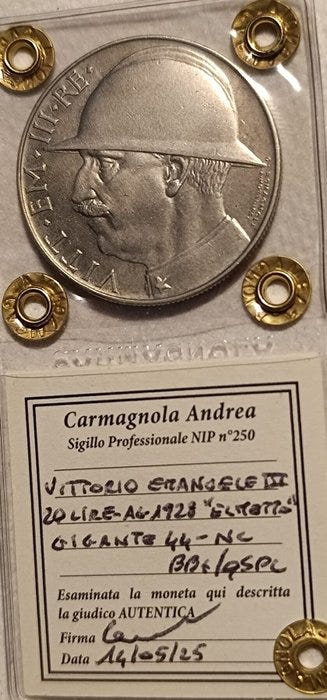 VITT·EM·III·RE·
Carmagnola Andrea
Sigillo Professionale NIP n°250
VITTORIO EMANUELE III
20 LIRE-AG 1928 "ELMETTO"
GIGANTE 44-NC
BB+/qSPL
Esaminata la moneta qui descritta
la giudico AUTENTICA
Firma
Data 14/05/25